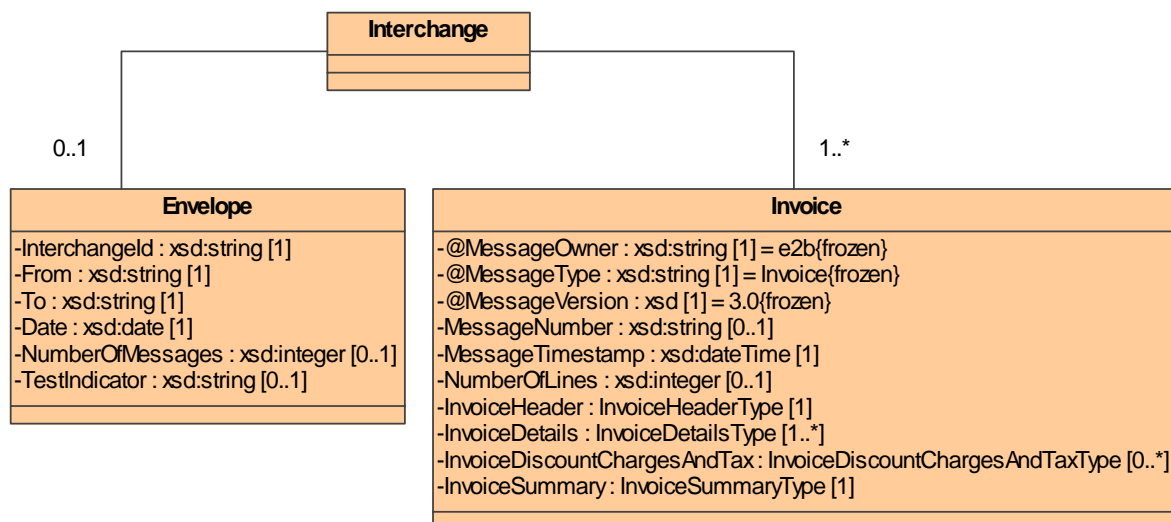 Interchange
0..1
1..*
Envelope
-InterchangeId : xsd:string [1]
-From : xsd:string [1]
-To : xsd:string [1]
-Date : xsd:date [1]
-NumberOfMessages : xsd:integer [0..1]
-TestIndicator : xsd:string [0..1]
Invoice
-@MessageOwner : xsd:string [1] = e2b{frozen}
-@MessageType : xsd:string [1] = Invoice{frozen}
-@MessageVersion : xsd [1] = 3.0{frozen}
-MessageNumber : xsd:string [0..1]
-MessageTimestamp : xsd:dateTime [1]
-NumberOfLines : xsd:integer [0..1]
-InvoiceHeader : InvoiceHeaderType [1]
-InvoiceDetails : InvoiceDetailsType [1..*]
-InvoiceDiscountChargesAndTax : InvoiceDiscountChargesAndTaxType [0..*]
-InvoiceSummary : InvoiceSummaryType [1]